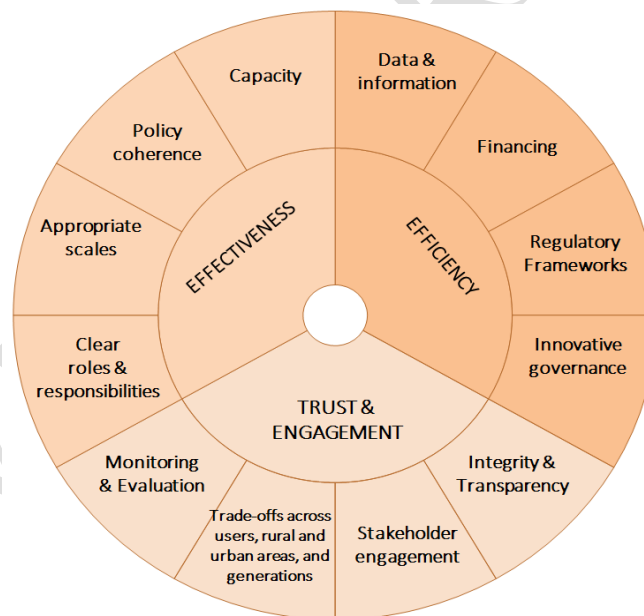 Capacity
Data &
information
Policy
coherence
Financing
Appropriate
scales
EFFECTIVENESS
EFFICIENCY
Regulatory
Frameworks
Clear
roles &
responsibilities
Innovative
governance
TRUST &
ENGAGEMENT
Monitoring
& Evaluation
Integrity &
Transparency
Trade-offs across
users, rural and
urban areas, and
generations
Stakeholder
engagement